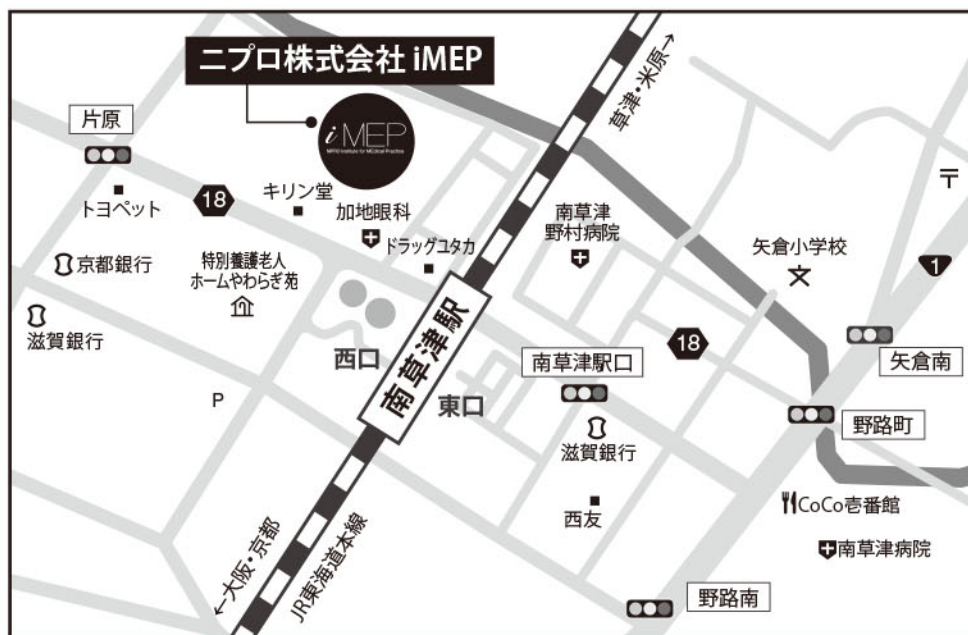 ニプロ株式会社 iMEP
草津・米原→
片原
i MEP
NIPRO Institute for MEdical Practice
18
キリン堂
トヨペット
加地眼科
ドラッグユタカ
南草津
野村病院
〒
矢倉小学校
文
1
京都銀行
特別養護老人
ホームやわらぎ苑
滋賀銀行
南草津駅
西口
東口
18
南草津駅口
矢倉南
P
野路町
滋賀銀行
西友
CoCo壱番館
南草津病院
←大阪・京都
JR東海道本線
野路南